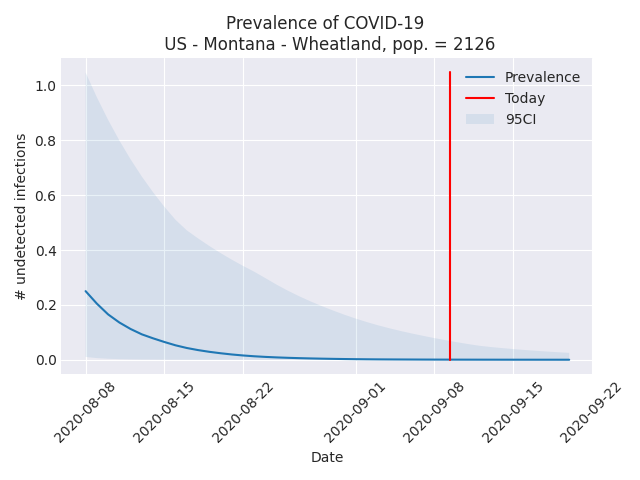 Prevalence of COVID-19
US - Montana - Wheatland, pop. = 2126
# undetected infections
1.0
0.8
0.6
0.4
0.2
0.0
Prevalence
Today
95CI
2020-08-08
2020-08-15
2020-08-22
2020-09-01
2020-09-08
2020-09-15
2020-09-22
Date